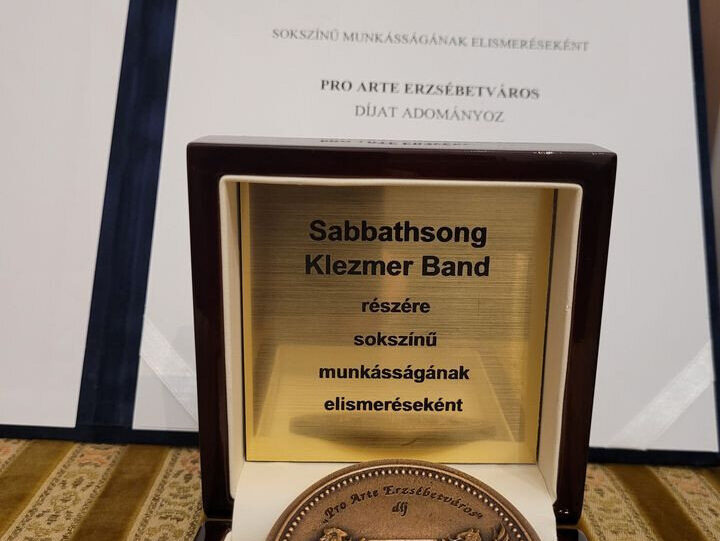 SOKSZÍNŰ MUNKÁSSÁGÁNAK ELISMERÉSEKÉNT
PRO ARTE ERZSÉBETVÁROS
DÍJAT ADOMÁNYOZ
Sabbathsong
Klezmer Band
részére
sokszínű
munkásságának
elismeréseként
„Pro Arte Erzsébetváros”
díj